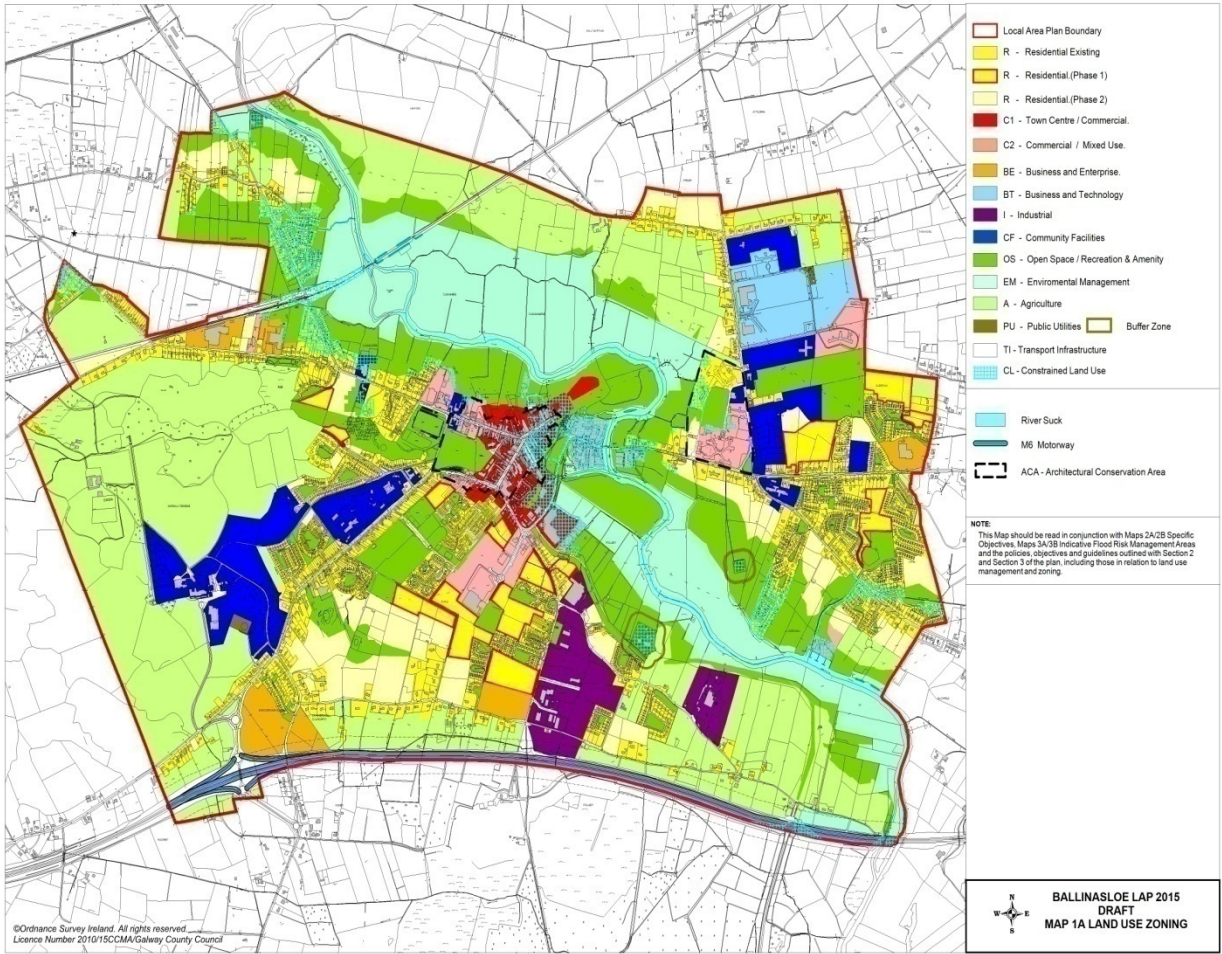 Local Area Plan Boundary
R - Residential Existing
R - Residential.(Phase 1)
R - Residential.(Phase 2)
C1 - Town Centre / Commercial.
C2 - Commercial / Mixed Use.
BE - Business and Enterprise.
BT - Business and Technology
I - Industrial
CF - Community Facilities
OS - Open Space / Recreation & Amenity
EM - Enviromental Management
A - Agriculture
PU - Public Utilities Buffer Zone
TI - Transport Infrastructure
CL - Constrained Land Use
River Suck
M6 Motorway
ACA - Architectural Conservation Area
NOTE:
This Map should be read in conjunction with Maps 2A/2B Specific
Objectives, Maps 3A/3B Indicative Flood Risk Management Areas
and the policies, objectives and guidelines outlined with Section 2
and Section 3 of the plan, including those in relation to land use
management and zoning.
N
W E
S
BALLINASLOE LAP 2015
DRAFT
MAP 1A LAND USE ZONING
©Ordnance Survey Ireland. All rights reserved.
Licence Number 2010/15CCMA/Galway County Council